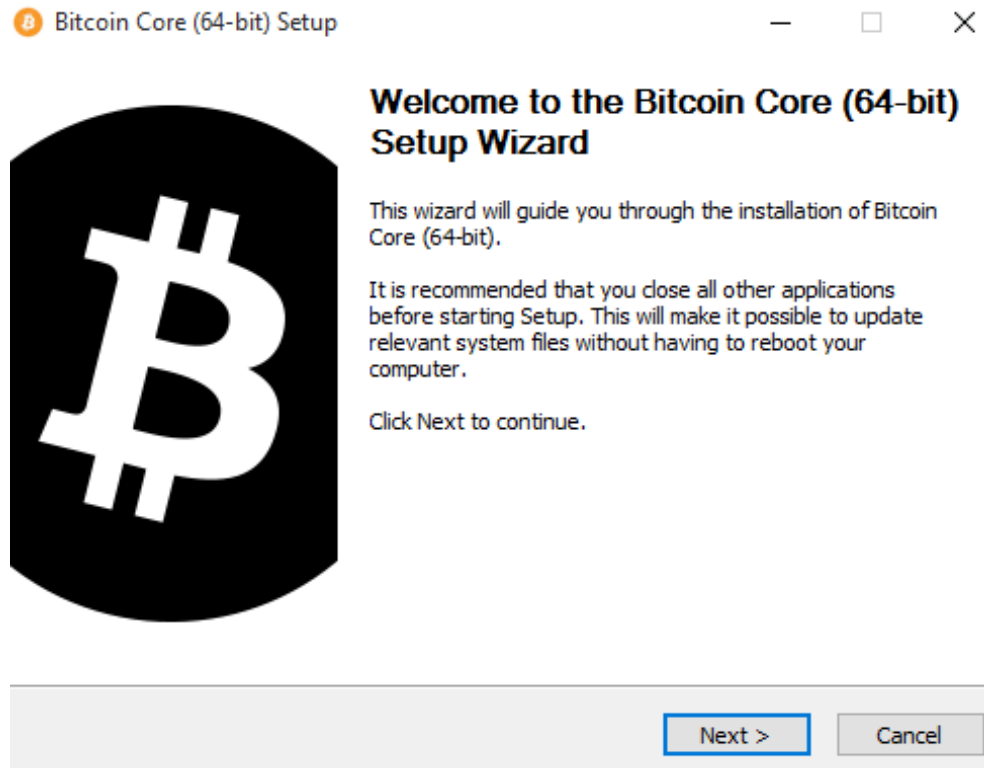 Bitcoin Core (64-bit) Setup
Welcome to the Bitcoin Core (64-bit)
Setup Wizard
This wizard will guide you through the installation of Bitcoin
Core (64-bit).
It is recommended that you close all other applications
before starting Setup. This will make it possible to update
relevant system files without having to reboot your
computer.
Click Next to continue.
Next >
Cancel